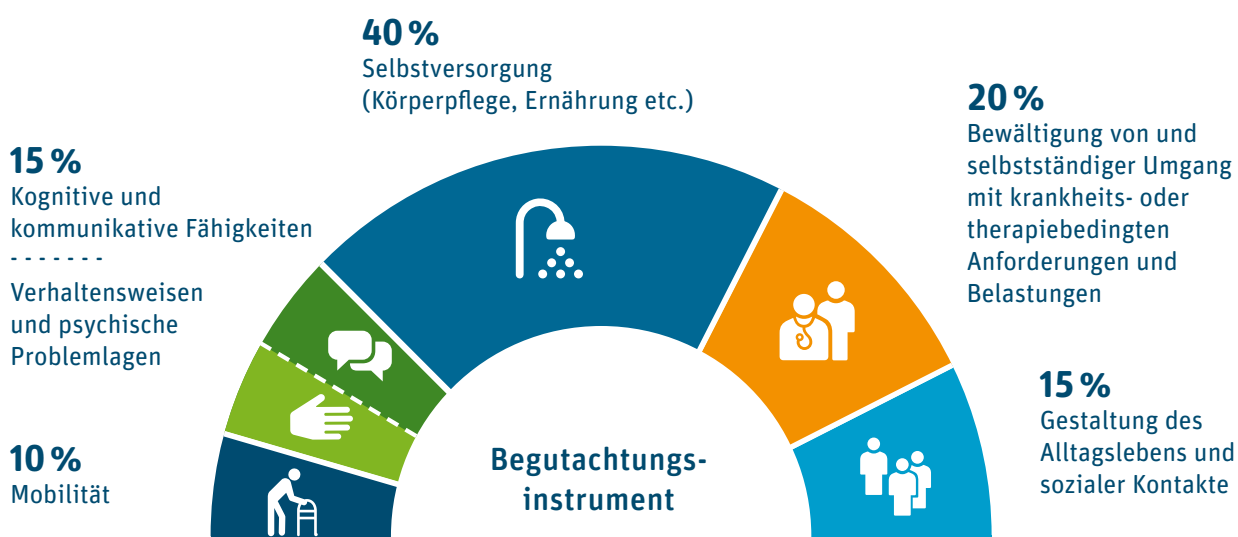 40 %
Selbstversorgung
(Körperpflege, Ernährung etc.)
20 %
Bewältigung von und
selbstständiger Umgang
mit krankheits- oder
therapiebedingten
Anforderungen und
Belastungen
15 %
Kognitive und
kommunikative Fähigkeiten
- - - - - - -
Verhaltensweisen
und psychische
Problemlagen
15 %
Gestaltung des
Alltagslebens und
sozialer Kontakte
10 %
Mobilität
Begutachtungs-
instrument